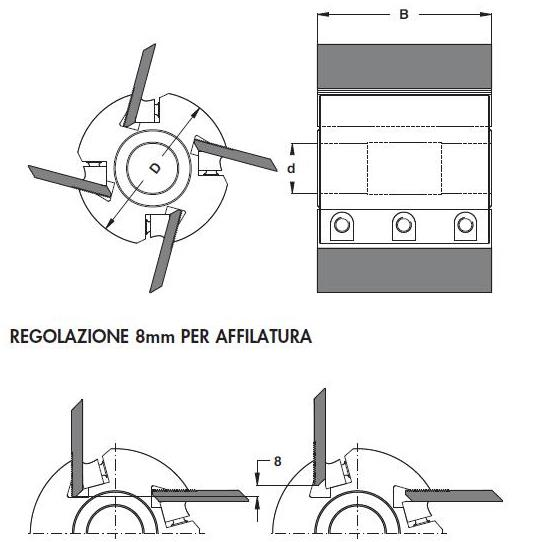 B
D
d
REGOLAZIONE 8mm PER AFFILATURA
8